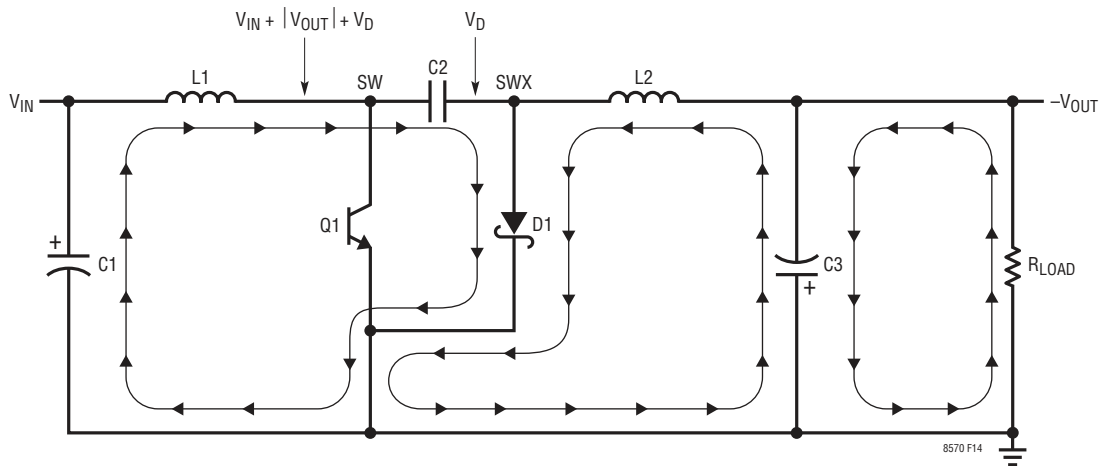 V_IN + |V_OUT| + V_D
V_D
L1
SW
C2
SWX
L2
V_IN
–V_OUT
Q1
D1
+
C1
C3
+
R_LOAD
8570 F14